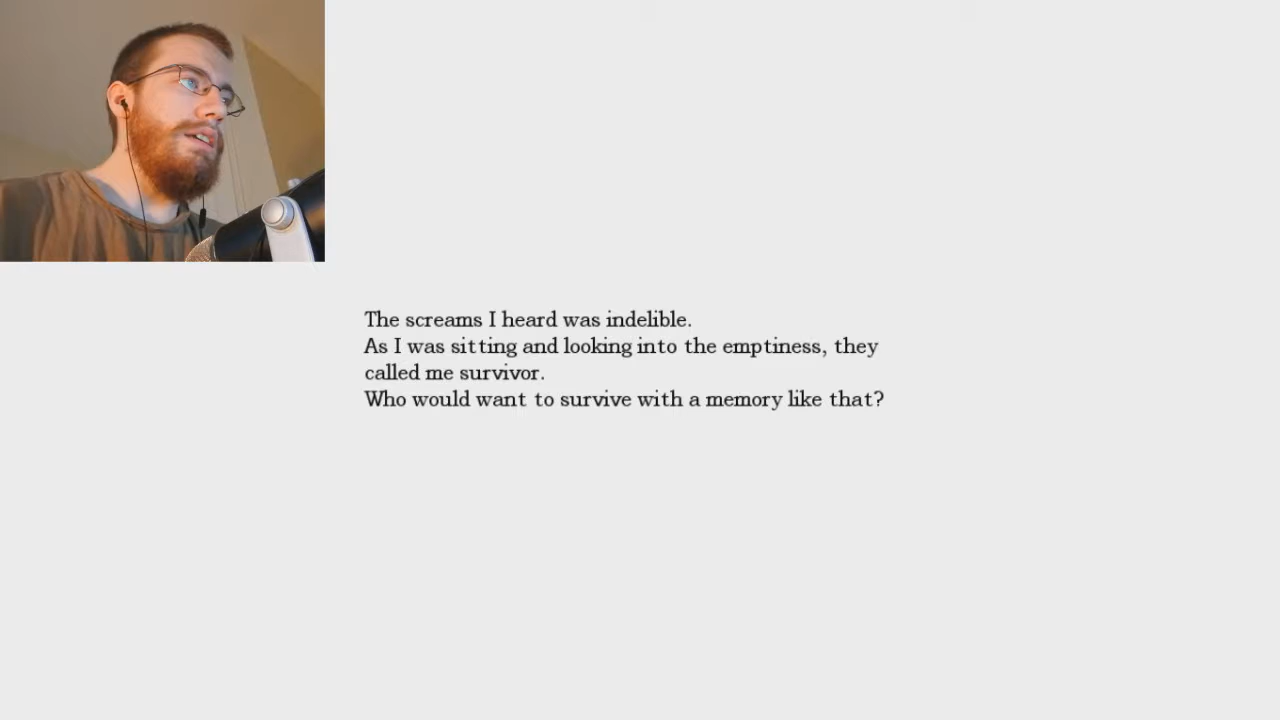 The screams I heard was indelible.
As I was sitting and looking into the emptiness, they
called me survivor.
Who would want to survive with a memory like that?